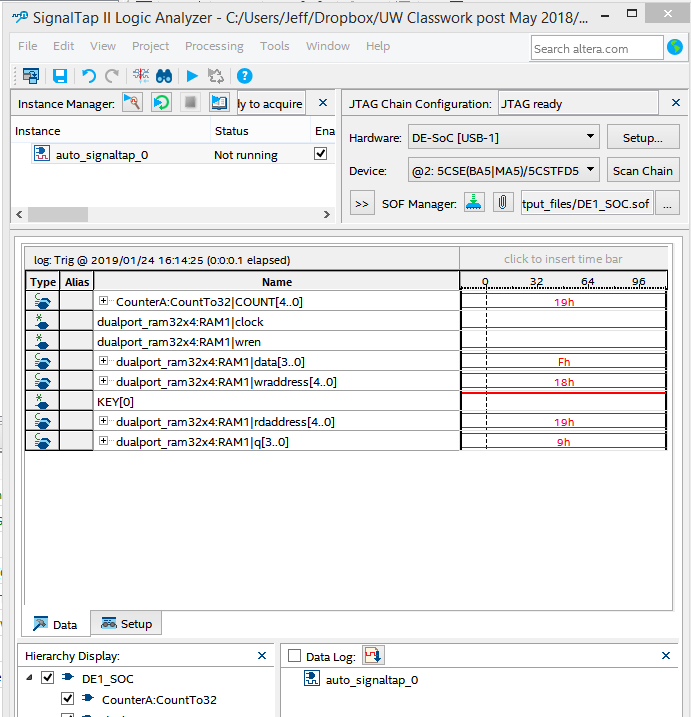 SignalTap II Logic Analyzer - C:/Users/Jeff/Dropbox/UW Classwork post May 2018/...
File Edit View Project Processing Tools Window Help
Search altera.com
Instance Manager: ly to acquire
Instance Status Ena
auto_signaltap_0 Not running
JTAG Chain Configuration: JTAG ready
Hardware: DE-SoC [USB-1] Setup...
Device: @2: 5CSE(BA5|MA5)/5CSTFD5 Scan Chain
>> SOF Manager: tput_files/DE1_SOC.sof ...
log: Trig @ 2019/01/24 16:14:25 (0:0:0.1 elapsed) click to insert time bar
Type Alias Name 0 32 64 96
CounterA:CountTo32|COUNT[4..0] 19h
dualport_ram32x4:RAM1|clock
dualport_ram32x4:RAM1|wren
dualport_ram32x4:RAM1|data[3..0] Fh
dualport_ram32x4:RAM1|wraddress[4..0] 18h
KEY[0]
dualport_ram32x4:RAM1|rdaddress[4..0] 19h
dualport_ram32x4:RAM1|q[3..0] 9h
Data Setup
Hierarchy Display:
DE1_SOC
CounterA:CountTo32
Data Log:
auto_signaltap_0